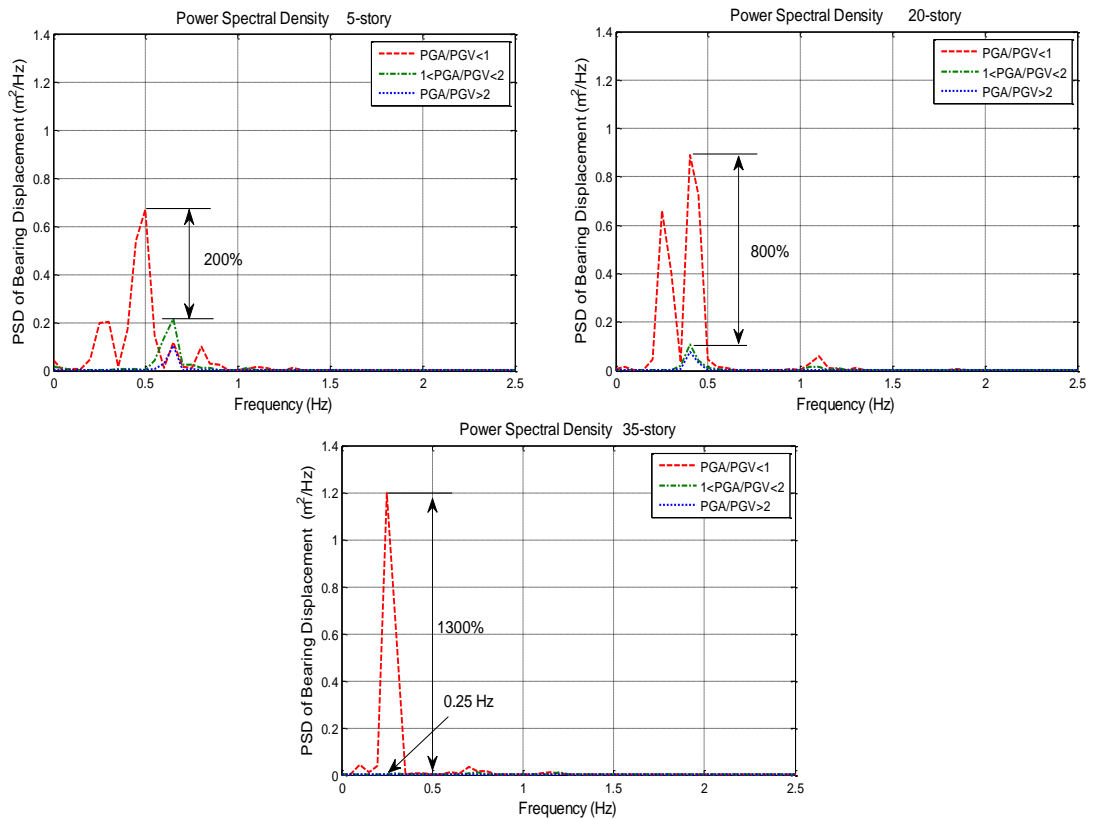 Power Spectral Density 5-story
PSD of Bearing Displacement (m²/Hz)
1.4
1.2
1
0.8
0.6
0.4
0.2
0
PGA/PGV<1
1<PGA/PGV<2
PGA/PGV>2
200%
0 0.5 1 1.5 2 2.5
Frequency (Hz)
Power Spectral Density 20-story
PSD of Bearing Displacement (m²/Hz)
1.4
1.2
1
0.8
0.6
0.4
0.2
0
PGA/PGV<1
1<PGA/PGV<2
PGA/PGV>2
800%
0 0.5 1 1.5 2 2.5
Frequency (Hz)
Power Spectral Density 35-story
PSD of Bearing Displacement (m²/Hz)
1.4
1.2
1
0.8
0.6
0.4
0.2
0
PGA/PGV<1
1<PGA/PGV<2
PGA/PGV>2
1300%
0.25 Hz
0 0.5 1 1.5 2 2.5
Frequency (Hz)